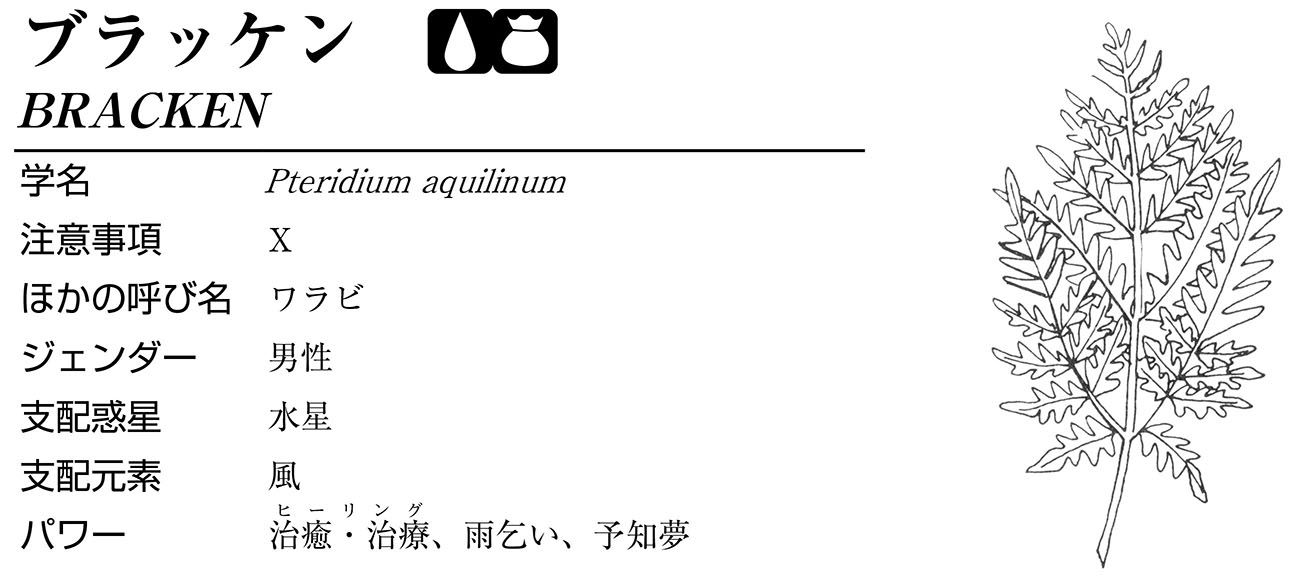 ブラッケン
BRACKEN
学名 Pteridium aquilinum
注意事項 X
ほかの呼び名 ワラビ
ジェンダー 男性
支配惑星 水星
支配元素 風
ヒーリング
パワー 治癒・治療、雨乞い、予知夢